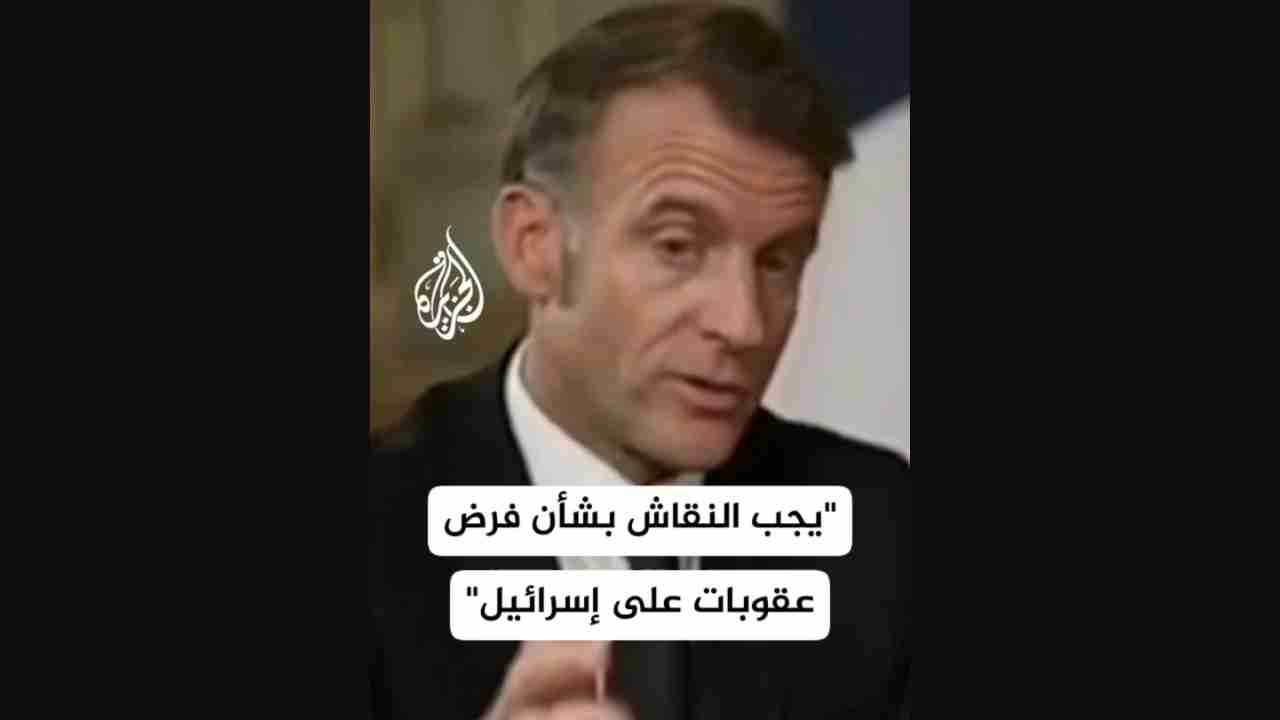 الجزيرة
"يجب النقاش بشأن فرض
عقوبات على إسرائيل"